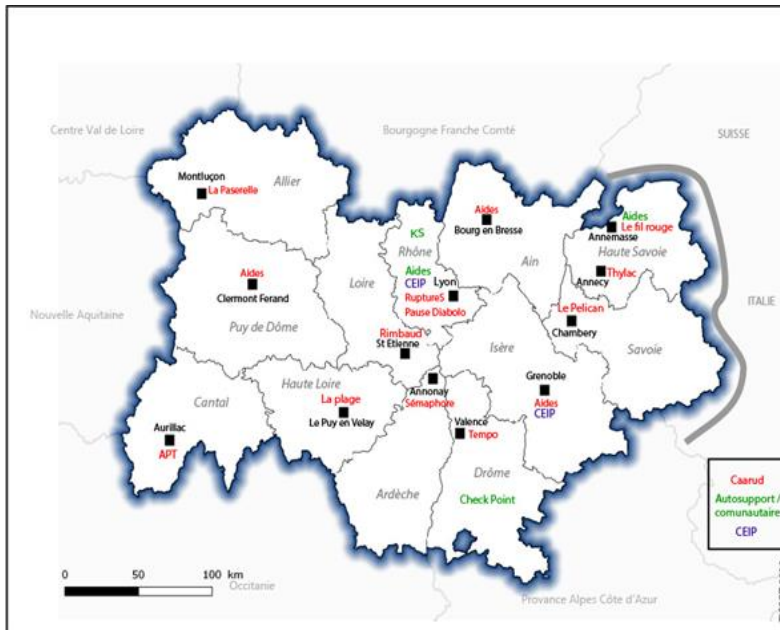 Centre Val de Loire
Bourgogne Franche Comté
SUISSE
Montluçon
Allier
La Paserelle
Aides
Bourg en Bresse
Ain
Aides
Le fil rouge
Annemasse
Haute Savoie
Thylac
Annecy
KS
Rhône
Aides
CEIP
Lyon
RuptureS
Pause Diabolo
Loire
Aides
Clermont Ferand
Puy de Dôme
Nouvelle Aquitaine
ITALIE
Le Pelican
Chambery
Savoie
Rimbaud
St Etienne
Isère
Grenoble
Aides
CEIP
Haute Loire
La plage
Le Puy en Velay
Annonay
Sémaphore
Cantal
Aurillac
APT
Valence
Tempo
Drôme
Check Point
Ardèche
Caarud
Autosupport /
comunautaire
CEIP
0 50 100 km
Occitanie
Provance Alpes Côte d'Azur